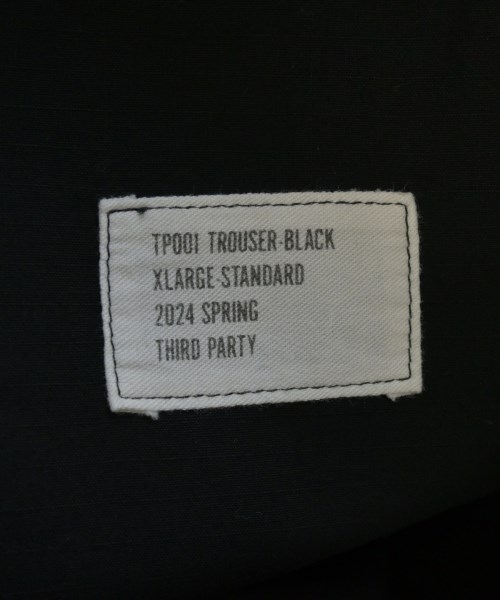 TP001 TROUSER-BLACK
XLARGE-STANDARD
2024 SPRING
THIRD PARTY